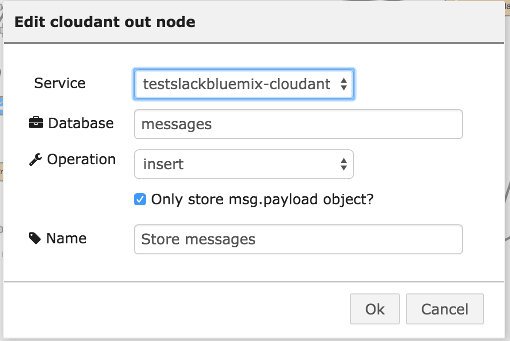 Edit cloudant out node
Service testslackbluemix-cloudant
Database messages
Operation insert
Only store msg.payload object?
Name Store messages
Ok Cancel